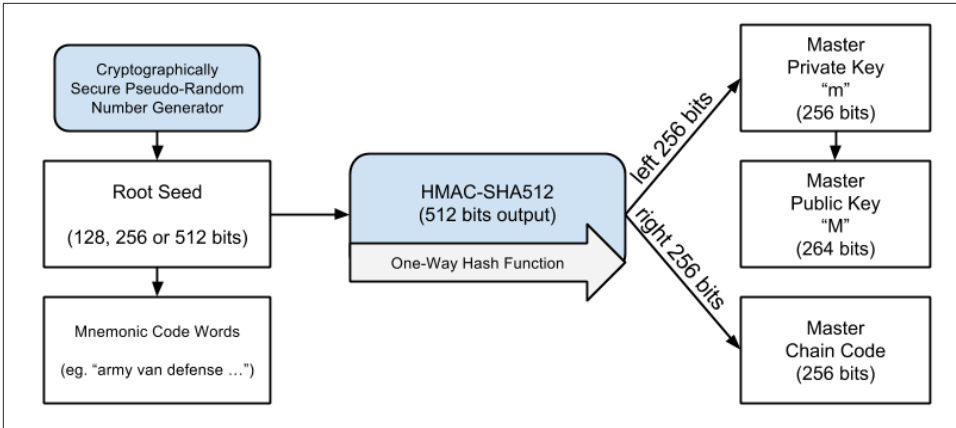 Cryptographically
Secure Pseudo-Random
Number Generator
Root Seed
(128, 256 or 512 bits)
Mnemonic Code Words
(eg. “army van defense ...”)
HMAC-SHA512
(512 bits output)
One-Way Hash Function
left 256 bits
right 256 bits
Master
Private Key
“m”
(256 bits)
Master
Public Key
“M”
(264 bits)
Master
Chain Code
(256 bits)